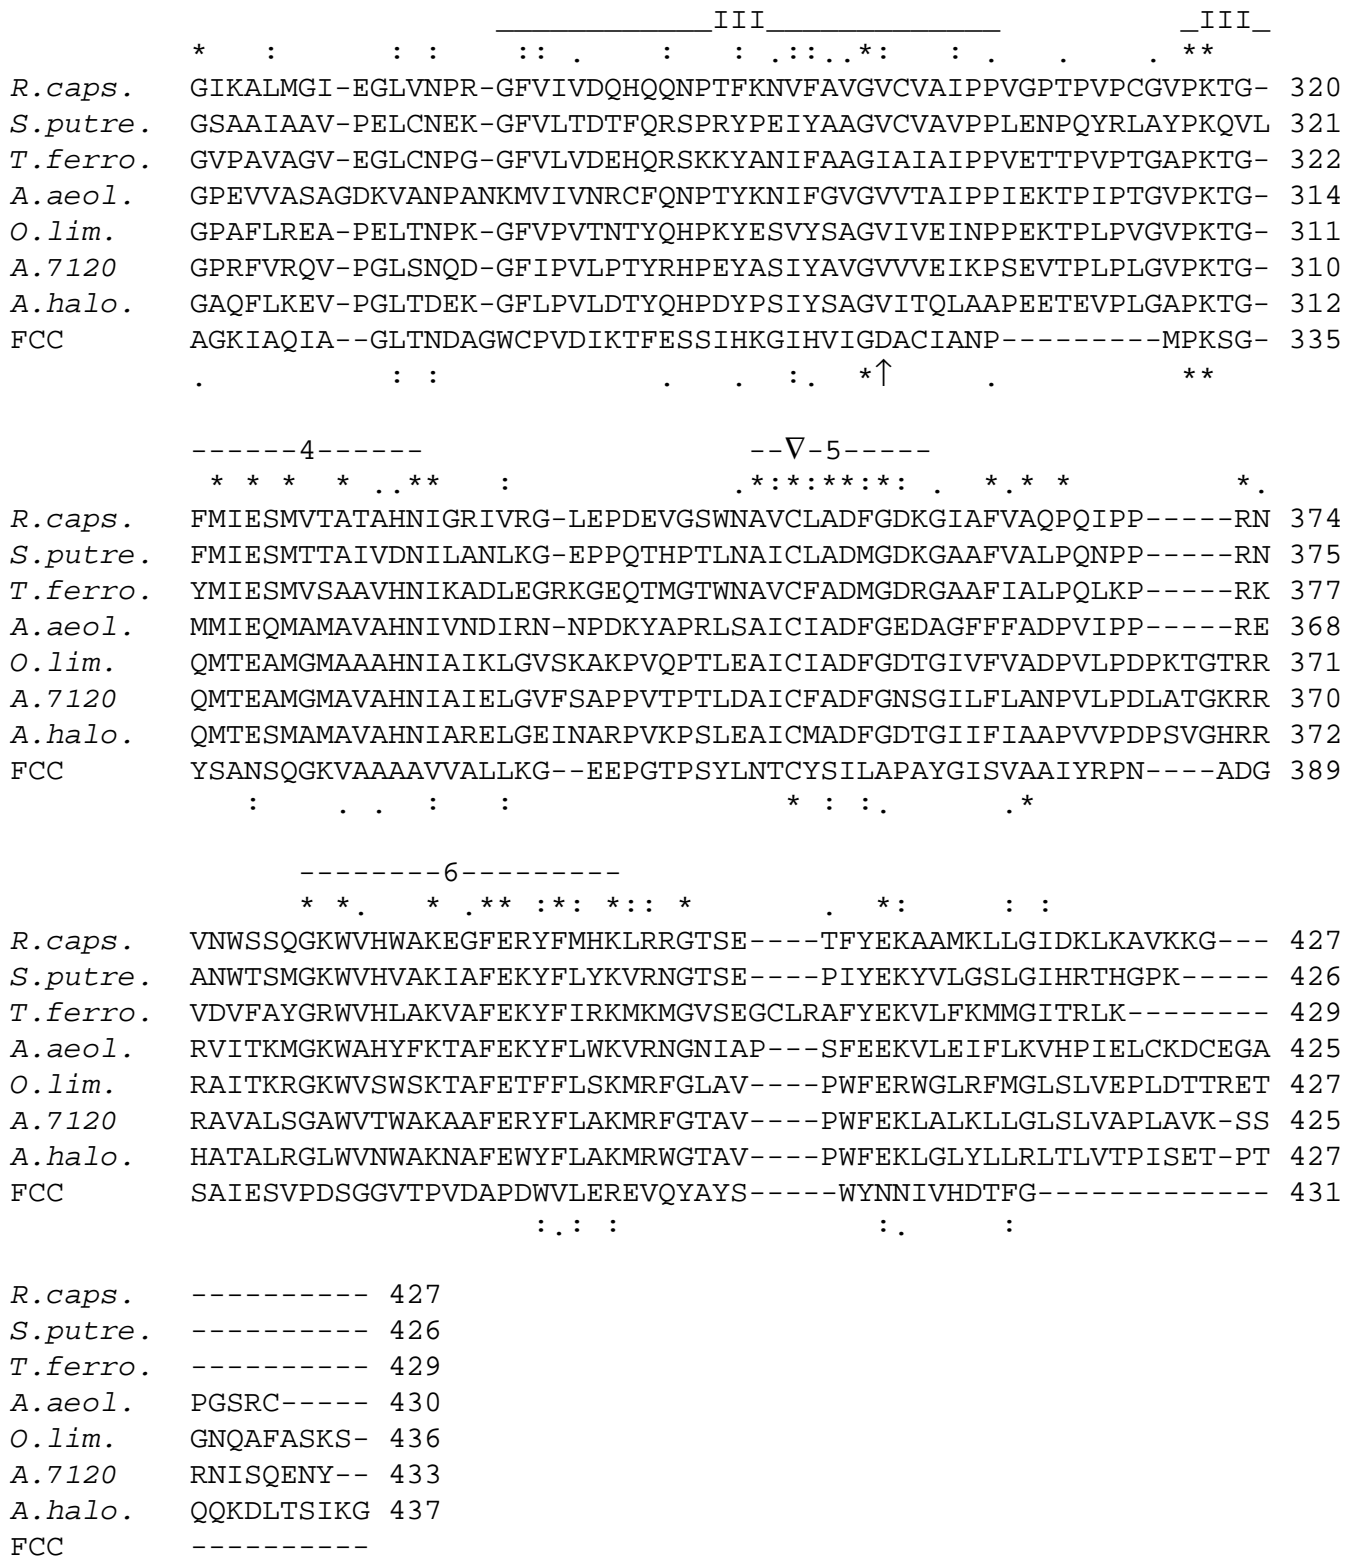 ____________III_____________ _III_
* : : : :: . : : .::..*: : . . . **
R.caps. GIKALMGI-EGLVNPR-GFVIVDQHQQNPTFKNVFAVGVCVAIPPVGPTPVPCGVPKTG- 320
S.putre. GSAAIAAV-PELCNEK-GFVLTDTFQRSPRYPEIYAAGVCVAVPPLENPQYRLAYPKQVL 321
T.ferro. GVPAVAGV-EGLCNPG-GFVLVDEHQRSKKYANIFAAGIAIAIPPVETTPVPTGAPKTG- 322
A.aeol. GPEVVASAGDKVANPANKMVIVNRCFQNPTYKNIFGVGVVTAIPPIEKTPIPTGVPKTG- 314
O.lim. GPAFLREA-PELTNPK-GFVPVTNTYQHPKYESVYSAGVIVEINPPEKTPLPVGVPKTG- 311
A.7120 GPRFVRQV-PGLSNQD-GFIPVLPTYRHPEYASIYAVGVVVEIKPSEVTPLPLGVPKTG- 310
A.halo. GAQFLKEV-PGLTDEK-GFLPVLDTYQHPDYPSIYSAGVITQLAAPEETEVPLGAPKTG- 312
FCC AGKIAQIA--GLTNDAGWCPVDIKTFESSIHKGIHVIGDACIANP---------MPKSG- 335
. : : . . :. *↑ . **
------4------ --∇-5-----
* * * * ..** : .*:*:**:*: . *.* * *.
R.caps. FMIESMVTATAHNIGRIVRG-LEPDEVGSWNAVCLADFGDKGIAFVAQPQIPP-----RN 374
S.putre. FMIESMTTAIVDNILANLKG-EPPQTHPTLNAICLADMGDKGAAFVALPQNPP-----RN 375
T.ferro. YMIESMVSAAVHNIKADLEGRKGEQTMGTWNAVCFADMGDRGAAFIALPQLKP-----RK 377
A.aeol. MMIEQMAMAVAHNIVNDIRN-NPDKYAPRLSAICIADFGEDAGFFFADPVIPP-----RE 368
O.lim. QMTEAMGMAAAHNIAIKLGVSKAKPVQPTLEAICIADFGDTGIVFVADPVLPDPKTGTRR 371
A.7120 QMTEAMGMAVAHNIAIELGVFSAPPVTPTLDAICFADFGNSGILFLANPVLPDLATGKRR 370
A.halo. QMTESMAMAVAHNIARELGEINARPVKPSLEAICMADFGDTGIIFIAAPVVPDPSVGHRR 372
FCC YSANSQGKVAAAAVVALLKG--EEPGTPSYLNTCYSILAPAYGISVAAIYRPN----ADG 389
: . . : : * : :. .*
--------6---------
* *. * .** :*: *:: * . *: : :
R.caps. VNWSSQGKWVHWAKEGFERYFMHKLRRGTSE----TFYEKAAMKLLGIDKLKAVKKG--- 427
S.putre. ANWTSMGKWVHVAKIAFEKYFLYKVRNGTSE----PIYEKYVLGSLGIHRTHGPK----- 426
T.ferro. VDVFAYGRWVHLAKVAFEKYFIRKMKMGVSEGCLRAFYEKVLFKMMGITRLK-------- 429
A.aeol. RVITKMGKWAHYFKTAFEKYFLWKVRNGNIAP---SFEEKVLEIFLKVHPIELCKDCEGA 425
O.lim. RAITKRGKWVSWSKTAFETFFLSKMRFGLAV----PWFERWGLRFMGLSLVEPLDTTRET 427
A.7120 RAVALSGAWVTWAKAAFERYFLAKMRFGTAV----PWFEKLALKLLGLSLVAPLAVK-SS 425
A.halo. HATALRGLWVNWAKNAFEWYFLAKMRWGTAV----PWFEKLGLYLLRLTLVTPISET-PT 427
FCC SAIESVPDSGGVTPVDAPDWVLEREVQYAYS-----WYNNIVHDTFG------------- 431
:.: : :. :
R.caps. ---------- 427
S.putre. ---------- 426
T.ferro. ---------- 429
A.aeol. PGSRC----- 430
O.lim. GNQAFASKS- 436
A.7120 RNISQENY-- 433
A.halo. QQKDLTSIKG 437
FCC ----------